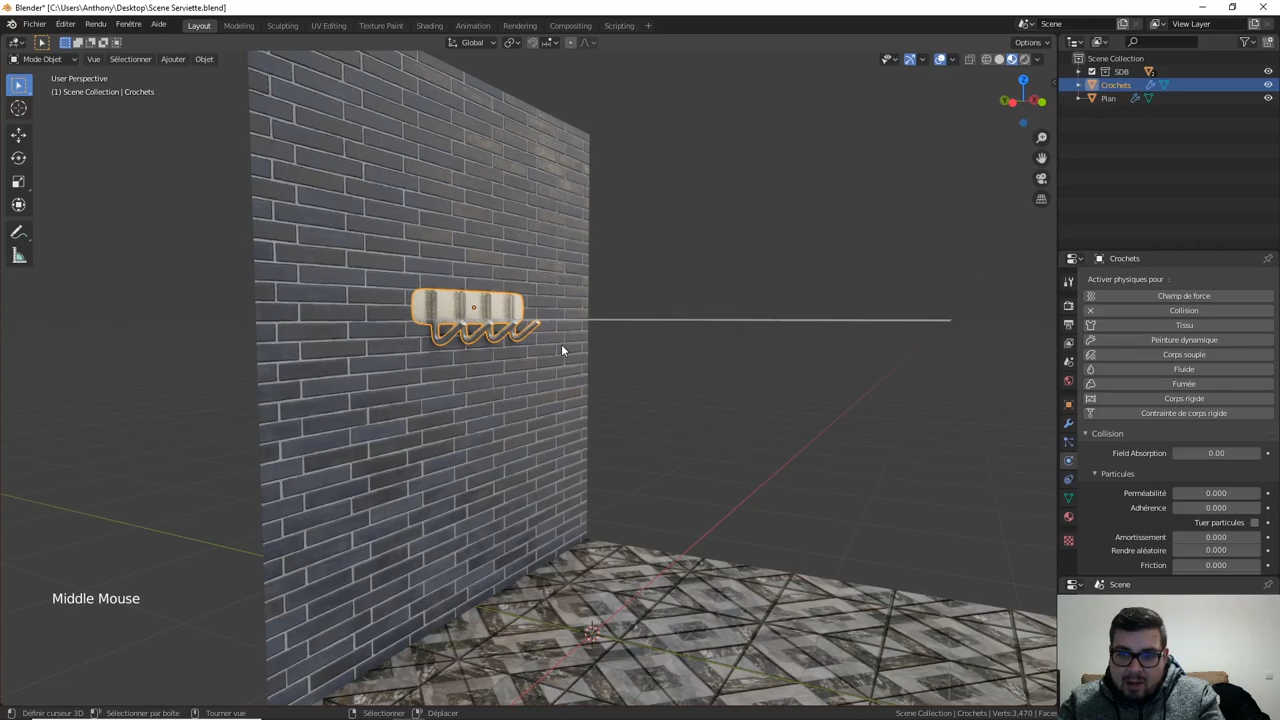 Blender* [C:\Users\Anthony\Desktop\Scene Serviette.blend]
Fichier Éditer Rendu Fenêtre Aide
Layout Modeling Sculpting UV Editing Texture Paint Shading Animation Rendering Compositing Scripting +
Scene
View Layer
Global
Options
Mode Objet
Vue Sélectionner Ajouter Objet
User Perspective
(1) Scene Collection | Crochets
Z
Y
X
Middle Mouse
Scene Collection
SDB
Crochets
Plan
Crochets
Activer physiques pour :
Champ de force
Collision
Tissu
Peinture dynamique
Corps souple
Fluide
Fumée
Corps rigide
Contrainte de corps rigide
Collision
Field Absorption 0.00
Particules
Perméabilité 0.000
Adhérence 0.000
Tuer particules
Amortissement 0.000
Rendre aléatoire 0.000
Friction 0.000
Scene
Définir curseur 3D
Sélectionner par boîte
Tourner vue
Sélectionner
Déplacer
Scene Collection | Crochets | Verts:3,470 | Faces